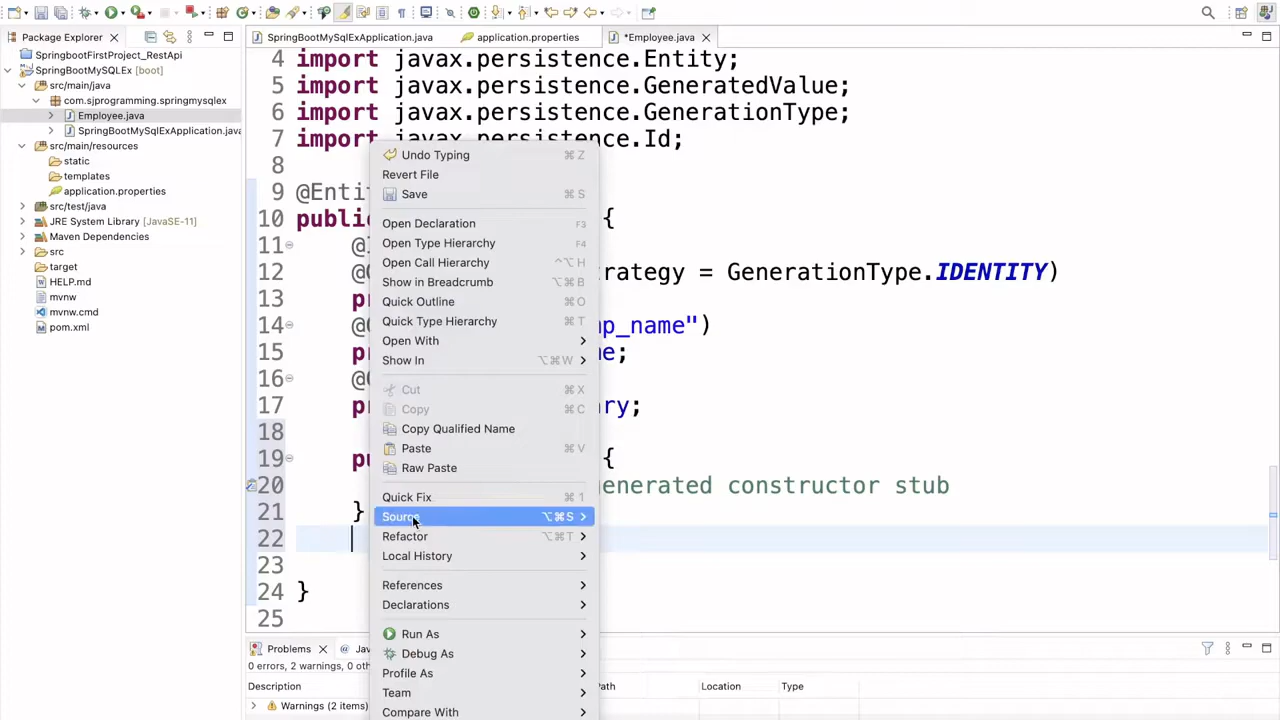 Package Explorer
SpringBootMySqlExApplication.java
application.properties
*Employee.java
SpringbootFirstProject_RestApi
SpringBootMySQLEx [boot]
src/main/java
com.sjprogramming.springmysqlex
Employee.java
SpringBootMySqlExApplication.java
src/main/resources
static
templates
application.properties
src/test/java
JRE System Library [JavaSE-11]
Maven Dependencies
src
target
HELP.md
mvnw
mvnw.cmd
pom.xml
4 import javax.persistence.Entity;
5 import javax.persistence.GeneratedValue;
6 import javax.persistence.GenerationType;
7 import javax.persistence.Id;
8
9 @Enti
10 publi {
11 @
12 @ rategy = GenerationType.IDENTITY)
13 p
14 @ p_name")
15 p e;
16 @
17 p ry;
18
19 p {
20 enerated constructor stub
21 }
22
23
24 }
25
Undo Typing ⌘Z
Revert File
Save ⌘S
Open Declaration F3
Open Type Hierarchy F4
Open Call Hierarchy ^⌥H
Show in Breadcrumb ⌥⌘B
Quick Outline ⌘O
Quick Type Hierarchy ⌘T
Open With
Show In ⌥⌘W
Cut ⌘X
Copy ⌘C
Copy Qualified Name
Paste ⌘V
Raw Paste
Quick Fix ⌘1
Source ⌥⌘S
Refactor ⌥⌘T
Local History
References
Declarations
Run As
Debug As
Profile As
Team
Compare With
Problems
Jav
0 errors, 2 warnings, 0 oth
Description Path Location Type
Warnings (2 items)